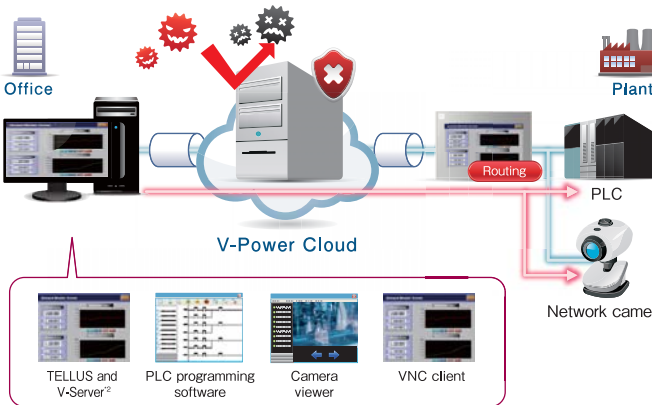 Office
Plant
Routing
PLC
V-Power Cloud
Network came
TELLUS and
V-Server*2
PLC programming
software
Camera
viewer
VNC client